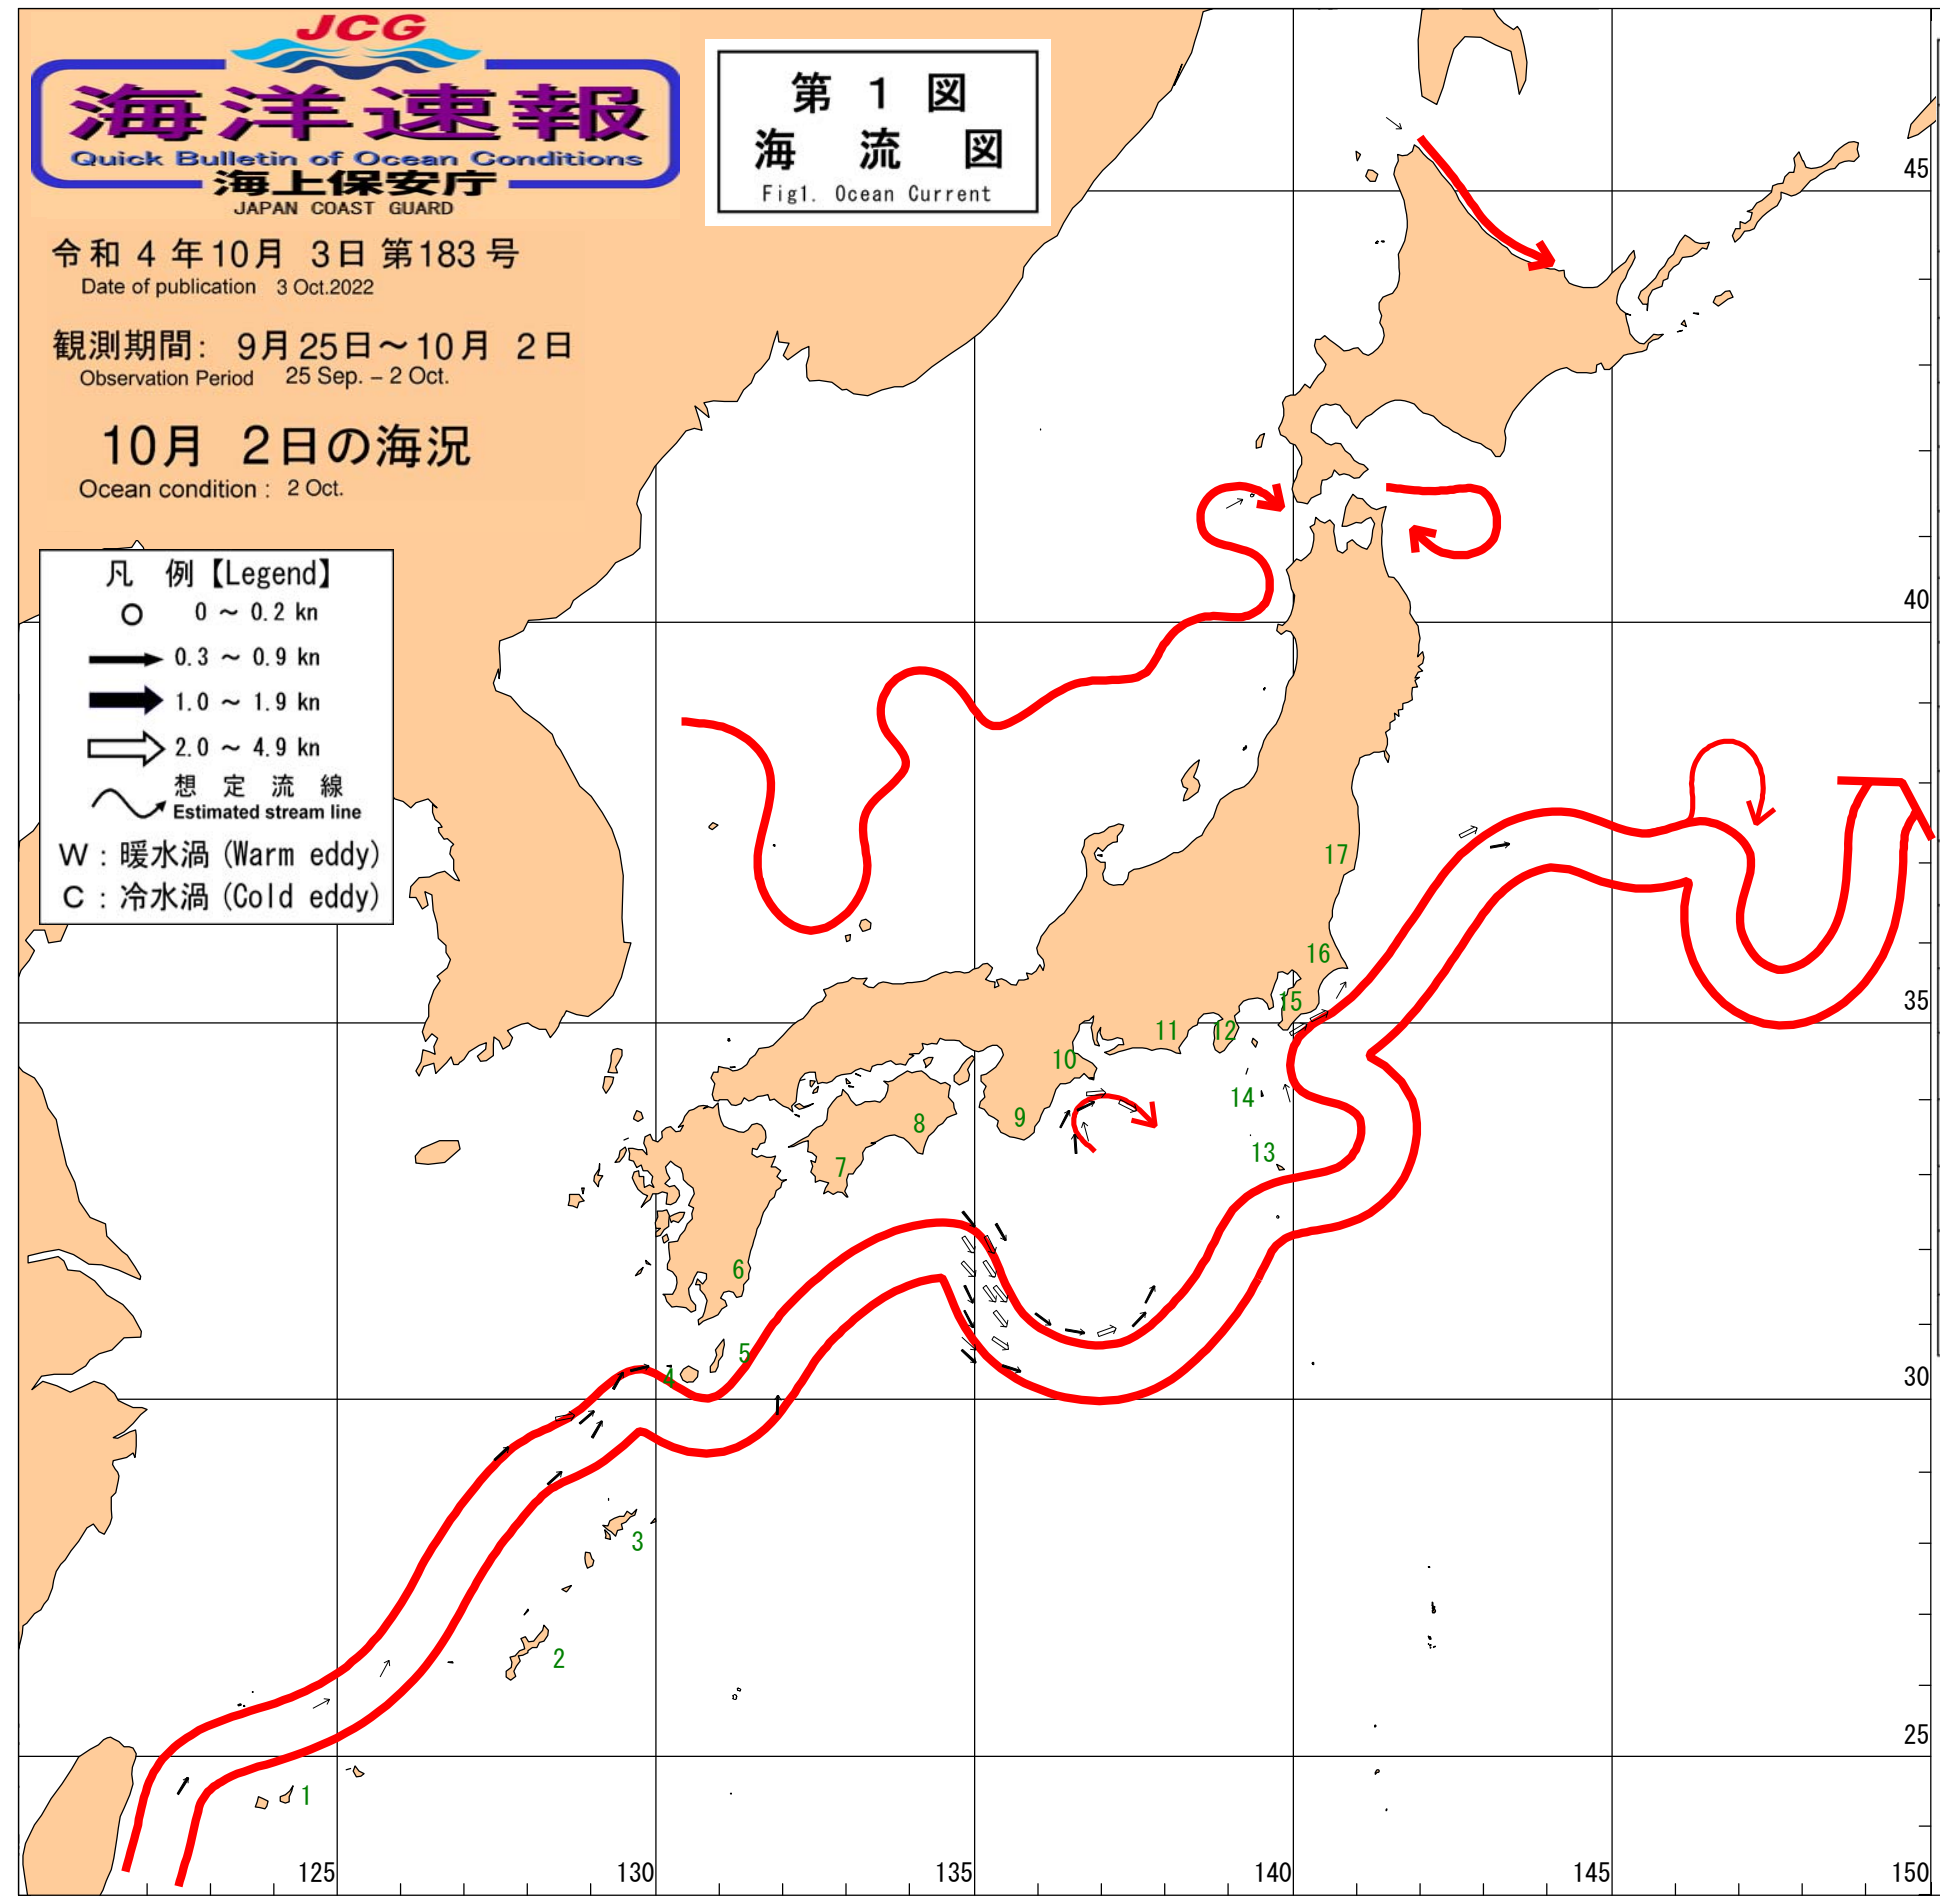 JCG
海洋速報
Quick Bulletin of Ocean Conditions
海上保安庁
JAPAN COAST GUARD
第 1 図
海 流 図
Fig1. Ocean Current
令和 4 年10月 3日 第183号
Date of publication 3 Oct.2022
観測期間: 9月25日～10月 2日
Observation Period 25 Sep. – 2 Oct.
10月 2日の海況
Ocean condition : 2 Oct.
凡 例【Legend】
0 ～ 0.2 kn
0.3 ～ 0.9 kn
1.0 ～ 1.9 kn
2.0 ～ 4.9 kn
想 定 流 線
Estimated stream line
W : 暖水渦 (Warm eddy)
C : 冷水渦 (Cold eddy)
45
40
17
16
35
15
12
11
10
14
9
8
13
7
6
5
4
30
3
2
25
1
125
130
135
140
145
150